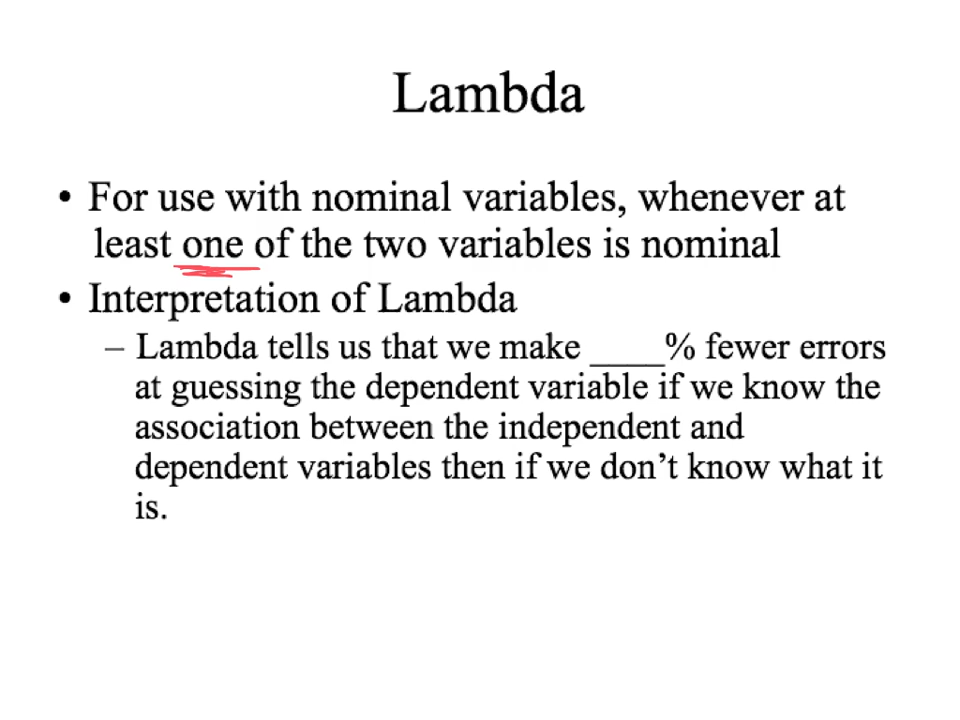 Lambda
• For use with nominal variables, whenever at
least one of the two variables is nominal
• Interpretation of Lambda
– Lambda tells us that we make ____% fewer errors
at guessing the dependent variable if we know the
association between the independent and
dependent variables then if we don’t know what it
is.